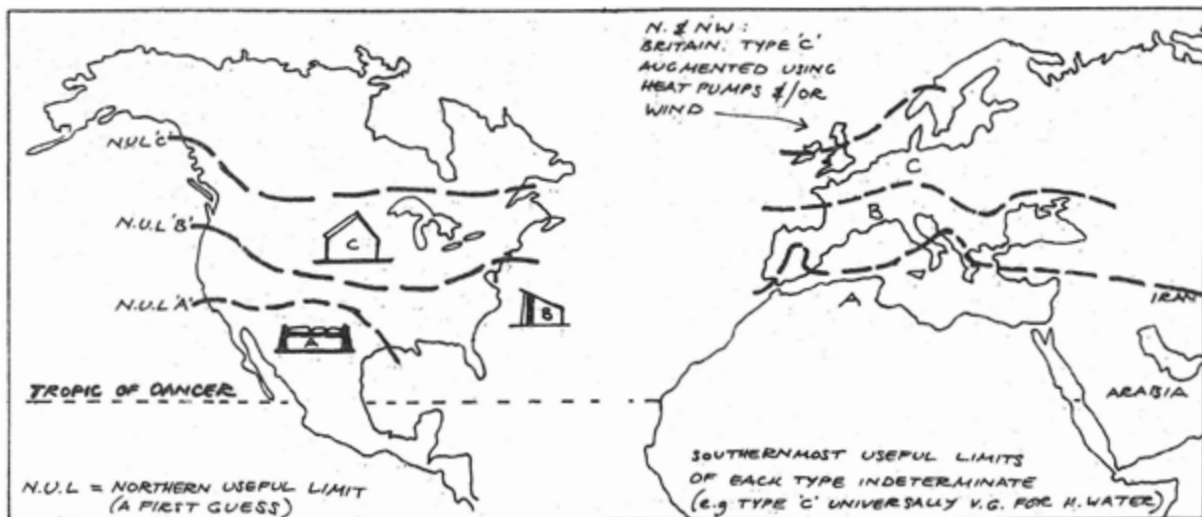 N. & NW:
BRITAIN: TYPE 'C'
AUGMENTED USING
HEAT PUMPS &/OR
WIND
N.U.L 'C'
C
N.U.L 'B'
C
B
N.U.L 'A'
B
A
A
IRAN
TROPIC OF CANCER
ARABIA
N.U.L = NORTHERN USEFUL LIMIT
(A FIRST GUESS)
SOUTHERNMOST USEFUL LIMITS
OF EACH TYPE INDETERMINATE
(e.g TYPE 'C' UNIVERSALLY V.G. FOR H. WATER)